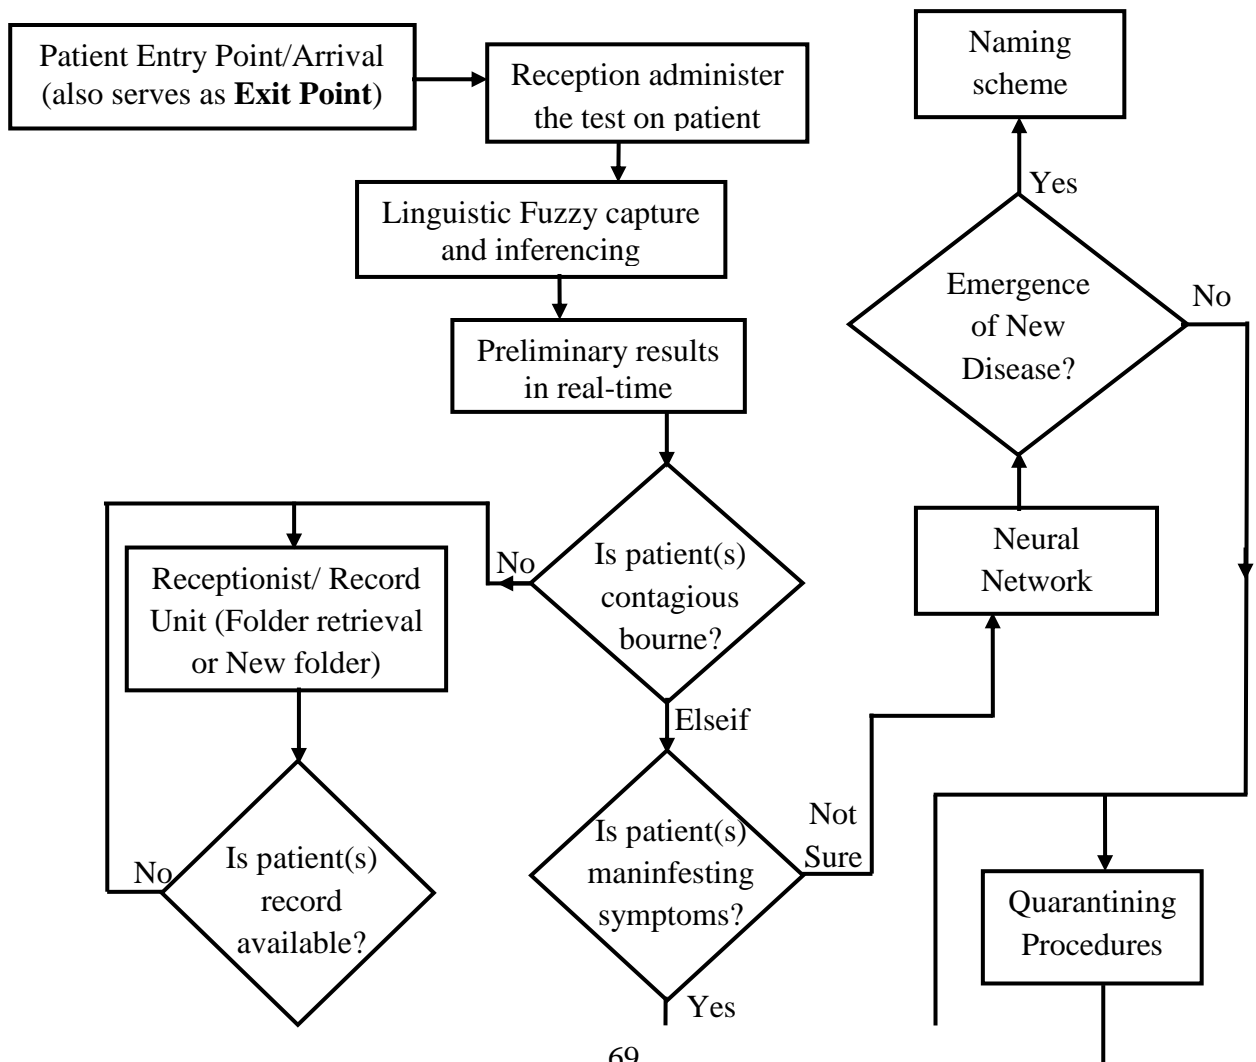 Patient Entry Point/Arrival
(also serves as Exit Point)
Reception administer
the test on patient
Linguistic Fuzzy capture
and inferencing
Preliminary results
in real-time
Is patient(s)
contagious
bourne?
No
Elseif
Receptionist/ Record
Unit (Folder retrieval
or New folder)
Is patient(s)
record
available?
No
Is patient(s)
maninfesting
symptoms?
Not
Sure
Yes
Neural
Network
Emergence
of New
Disease?
Yes
No
Naming
scheme
Quarantining
Procedures
69